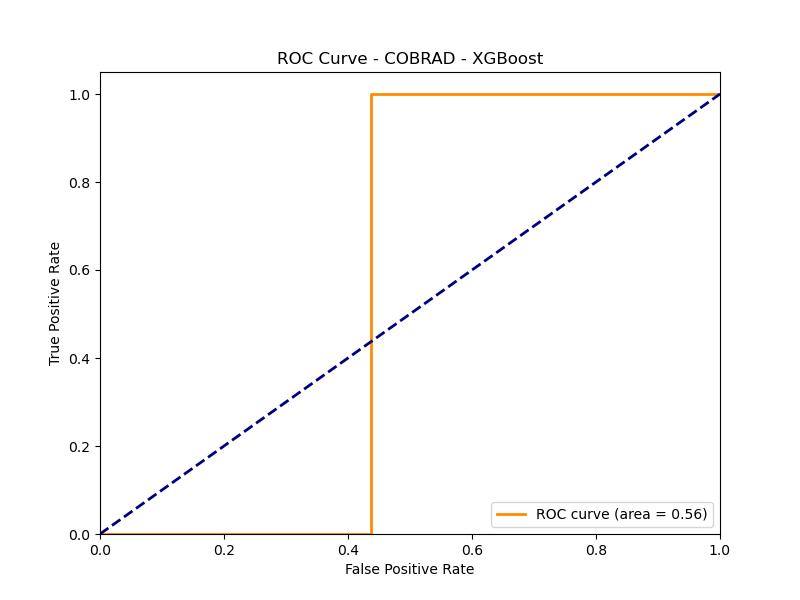 ROC Curve - COBRAD - XGBoost
1.0
0.8
0.6
0.4
0.2
0.0
True Positive Rate
ROC curve (area = 0.56)
0.0 0.2 0.4 0.6 0.8 1.0
False Positive Rate